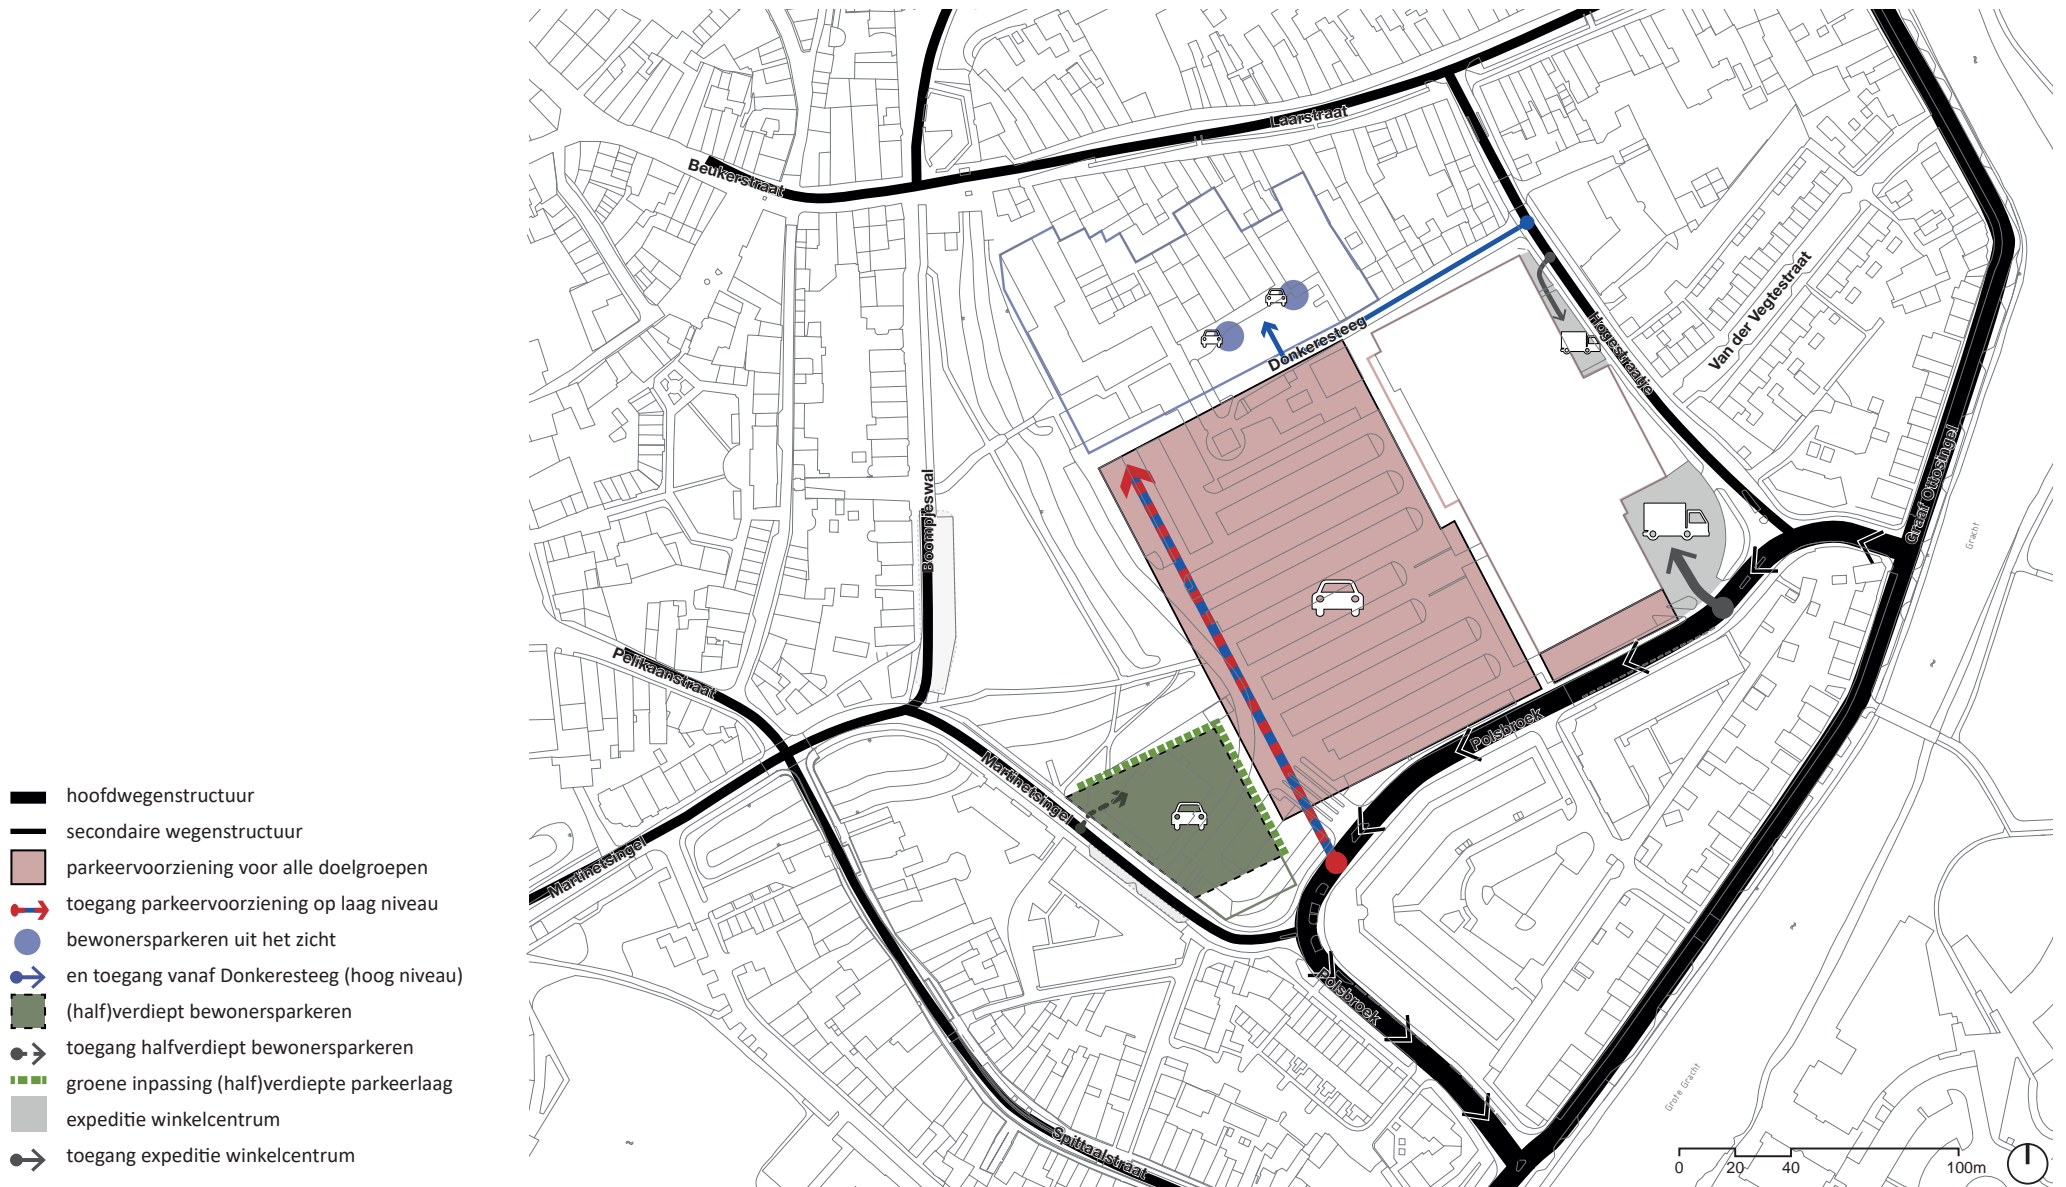 Laarstraat
Beukerstraat
Van der Vegtestraat
Donkeresteeg
Hogestraatje
Graaf Ottosingel
Gracht
Boompjeswal
Pelikaanstraat
Polsbroek
Martinetsingel
Martinetsingel
Polsbroek
Grote Gracht
Spittaalstraat
hoofdwegenstructuur
secondaire wegenstructuur
parkeervoorziening voor alle doelgroepen
toegang parkeervoorziening op laag niveau
bewonersparkeren uit het zicht
en toegang vanaf Donkeresteeg (hoog niveau)
(half)verdiept bewonersparkeren
toegang halfverdiept bewonersparkeren
groene inpassing (half)verdiepte parkeerlaag
expeditie winkelcentrum
toegang expeditie winkelcentrum
0 20 40 100m